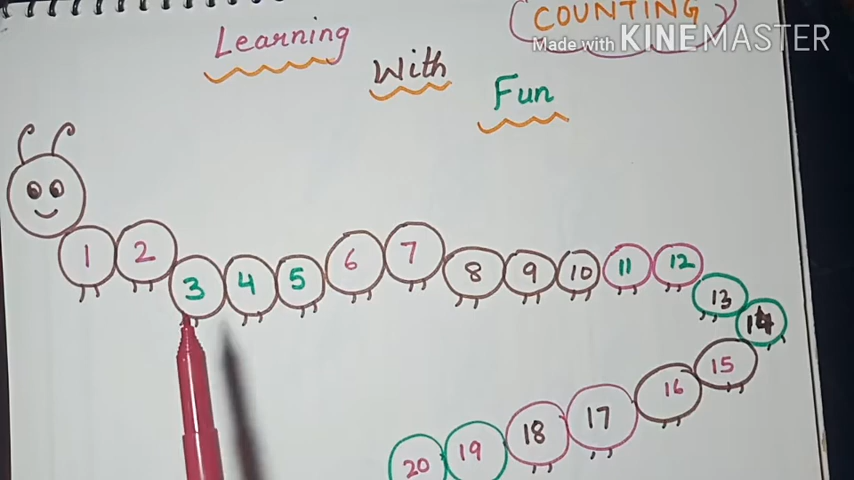 COUNTING
Made with KINEMASTER
Learning
With
Fun
1 2 3 4 5 6 7 8 9 10 11 12
13
14
15
16
17
18
19
20